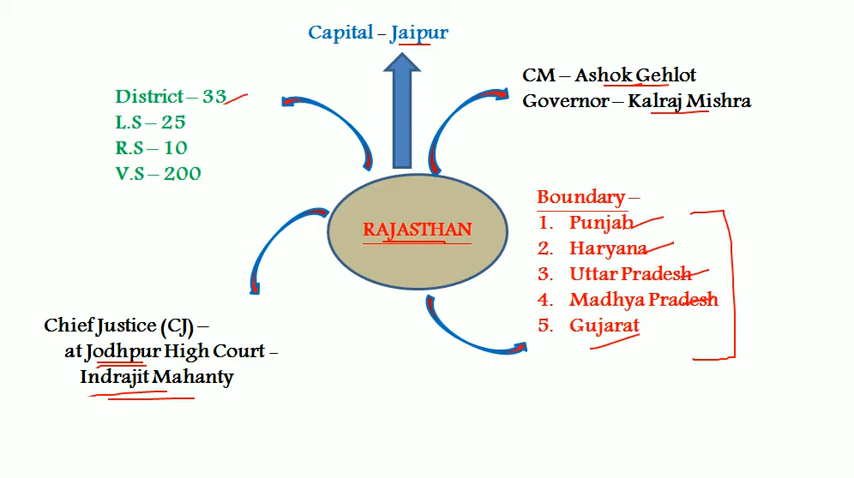 Capital – Jaipur
CM – Ashok Gehlot
Governor – Kalraj Mishra
District – 33
L.S – 25
R.S – 10
V.S – 200
RAJASTHAN
Boundary –
1. Punjab
2. Haryana
3. Uttar Pradesh
4. Madhya Pradesh
5. Gujarat
Chief Justice (CJ) –
at Jodhpur High Court –
Indrajit Mahanty